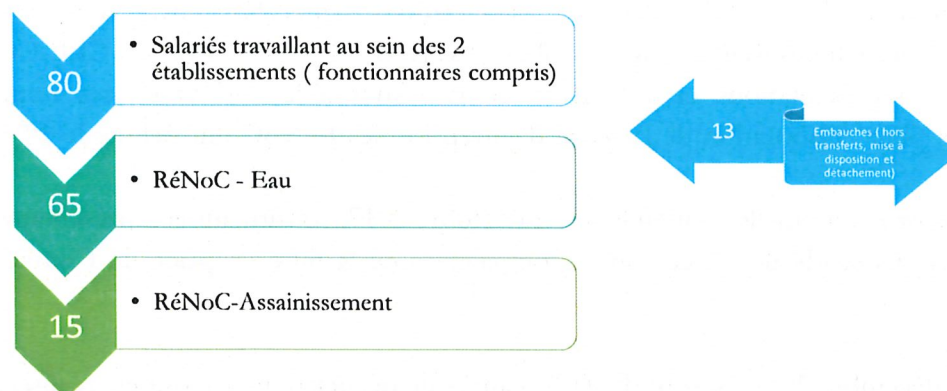 80
• Salariés travaillant au sein des 2
établissements ( fonctionnaires compris)
65
• RéNoC - Eau
15
• RéNoC-Assainissement
13
Embauches ( hors
transferts, mise à
disposition et
détachement)